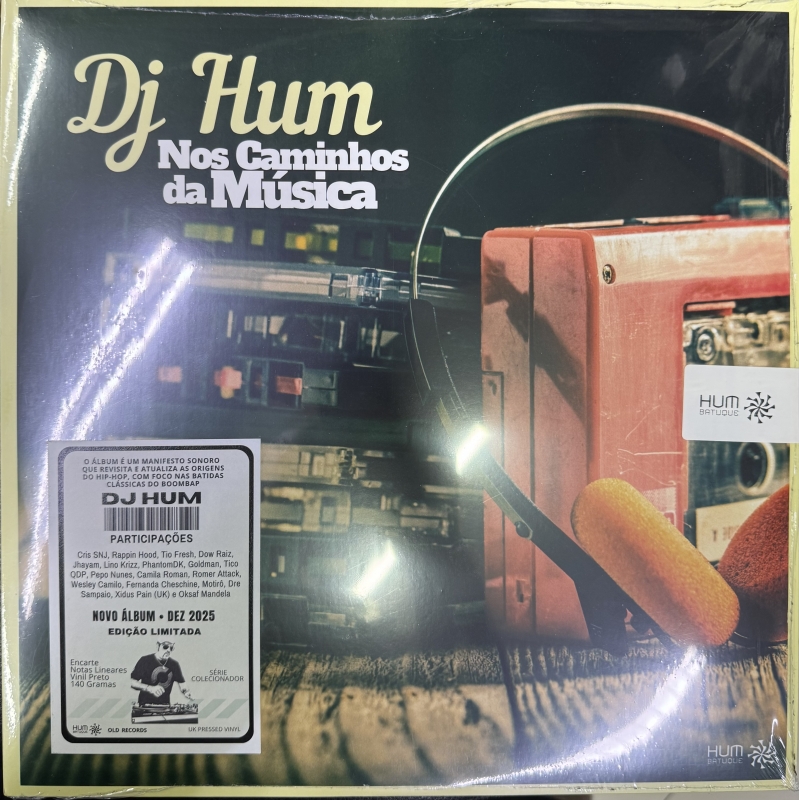 Dj Hum
Nos Caminhos
da Música
HUM
BATUQUE
O ÁLBUM É UM MANIFESTO SONORO
QUE REVISITA E ATUALIZA AS ORIGENS
DO HIP-HOP, COM FOCO NAS BATIDAS
CLÁSSICAS DO BOOMBAP
DJ HUM
PARTICIPAÇÕES
Cris SNJ, Rappin Hood, Tio Fresh, Dow Raiz,
Jhayam, Lino Krizz, PhantomDK, Goldman, Tico
QDP, Pepo Nunes, Camila Roman, Romer Attack,
Wesley Camilo, Fernanda Cheschine, Motirô, Dre
Sampaio, Xidus Pain (UK) e Oksaf Mandela
NOVO ÁLBUM • DEZ 2025
EDIÇÃO LIMITADA
Encarte
Notas Lineares
Vinil Preto
140 Gramas
SÉRIE
COLECIONADOR
HUM
BATUQUE
OLD RECORDS
UK PRESSED VINYL
HUM
BATUQUE